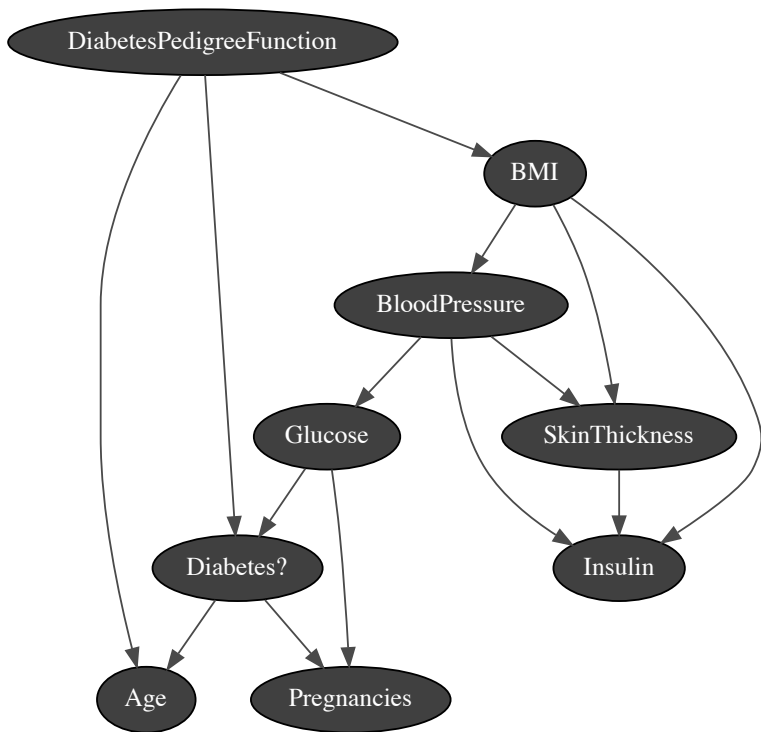 DiabetesPedigreeFunction
BMI
BloodPressure
Glucose
SkinThickness
Diabetes?
Insulin
Age
Pregnancies